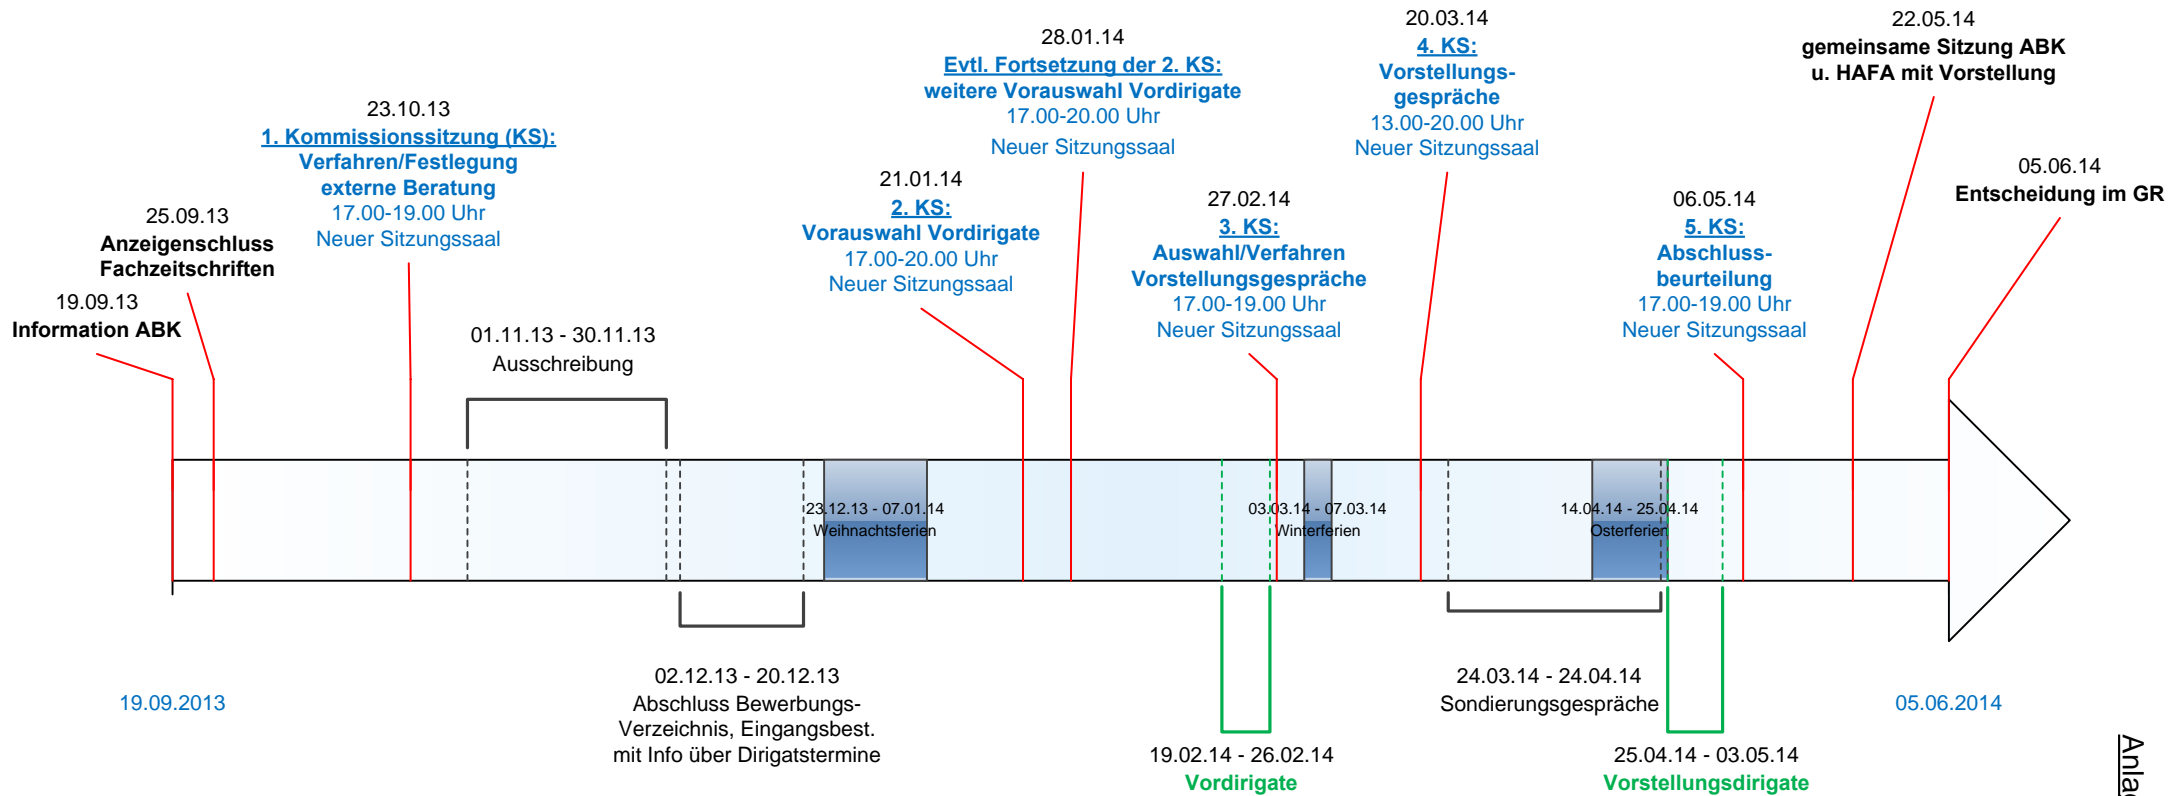 19.09.13
Information ABK
25.09.13
Anzeigenschluss
Fachzeitschriften
23.10.13
1. Kommissionssitzung (KS):
Verfahren/Festlegung
externe Beratung
17.00-19.00 Uhr
Neuer Sitzungssaal
01.11.13 - 30.11.13
Ausschreibung
21.01.14
2. KS:
Vorauswahl Vordirigate
17.00-20.00 Uhr
Neuer Sitzungssaal
28.01.14
Evtl. Fortsetzung der 2. KS:
weitere Vorauswahl Vordirigate
17.00-20.00 Uhr
Neuer Sitzungssaal
27.02.14
3. KS:
Auswahl/Verfahren
Vorstellungsgespräche
17.00-19.00 Uhr
Neuer Sitzungssaal
20.03.14
4. KS:
Vorstellungs-
gespräche
13.00-20.00 Uhr
Neuer Sitzungssaal
06.05.14
5. KS:
Abschluss-
beurteilung
17.00-19.00 Uhr
Neuer Sitzungssaal
22.05.14
gemeinsame Sitzung ABK
u. HAFA mit Vorstellung
05.06.14
Entscheidung im GR
23.12.13 - 07.01.14
Weihnachtsferien
03.03.14 - 07.03.14
Winterferien
14.04.14 - 25.04.14
Osterferien
19.09.2013
02.12.13 - 20.12.13
Abschluss Bewerbungs-
Verzeichnis, Eingangsbest.
mit Info über Dirigatstermine
19.02.14 - 26.02.14
Vordirigate
24.03.14 - 24.04.14
Sondierungsgespräche
25.04.14 - 03.05.14
Vorstellungsdirigate
05.06.2014